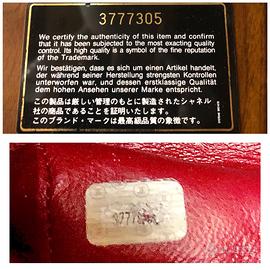 3777305
We certify the authenticity of this item and confirm
that it has been subjected to the most exacting quality
control. Its high quality is a symbol of the fine reputation
of the Trademark.
Wir bestätigen, dass es sich um einen Artikel handelt,
der während seiner Herstellung strengsten Kontrollen
unterworfen war, und dessen erstklassige Qualität
dem hohen Ansehen unserer Marke entspricht.
この製品は厳しい管理のもとに製造されたシャネル
社の商品であることを証明いたします。
このブランド・マークは最高級品質の象徴です。